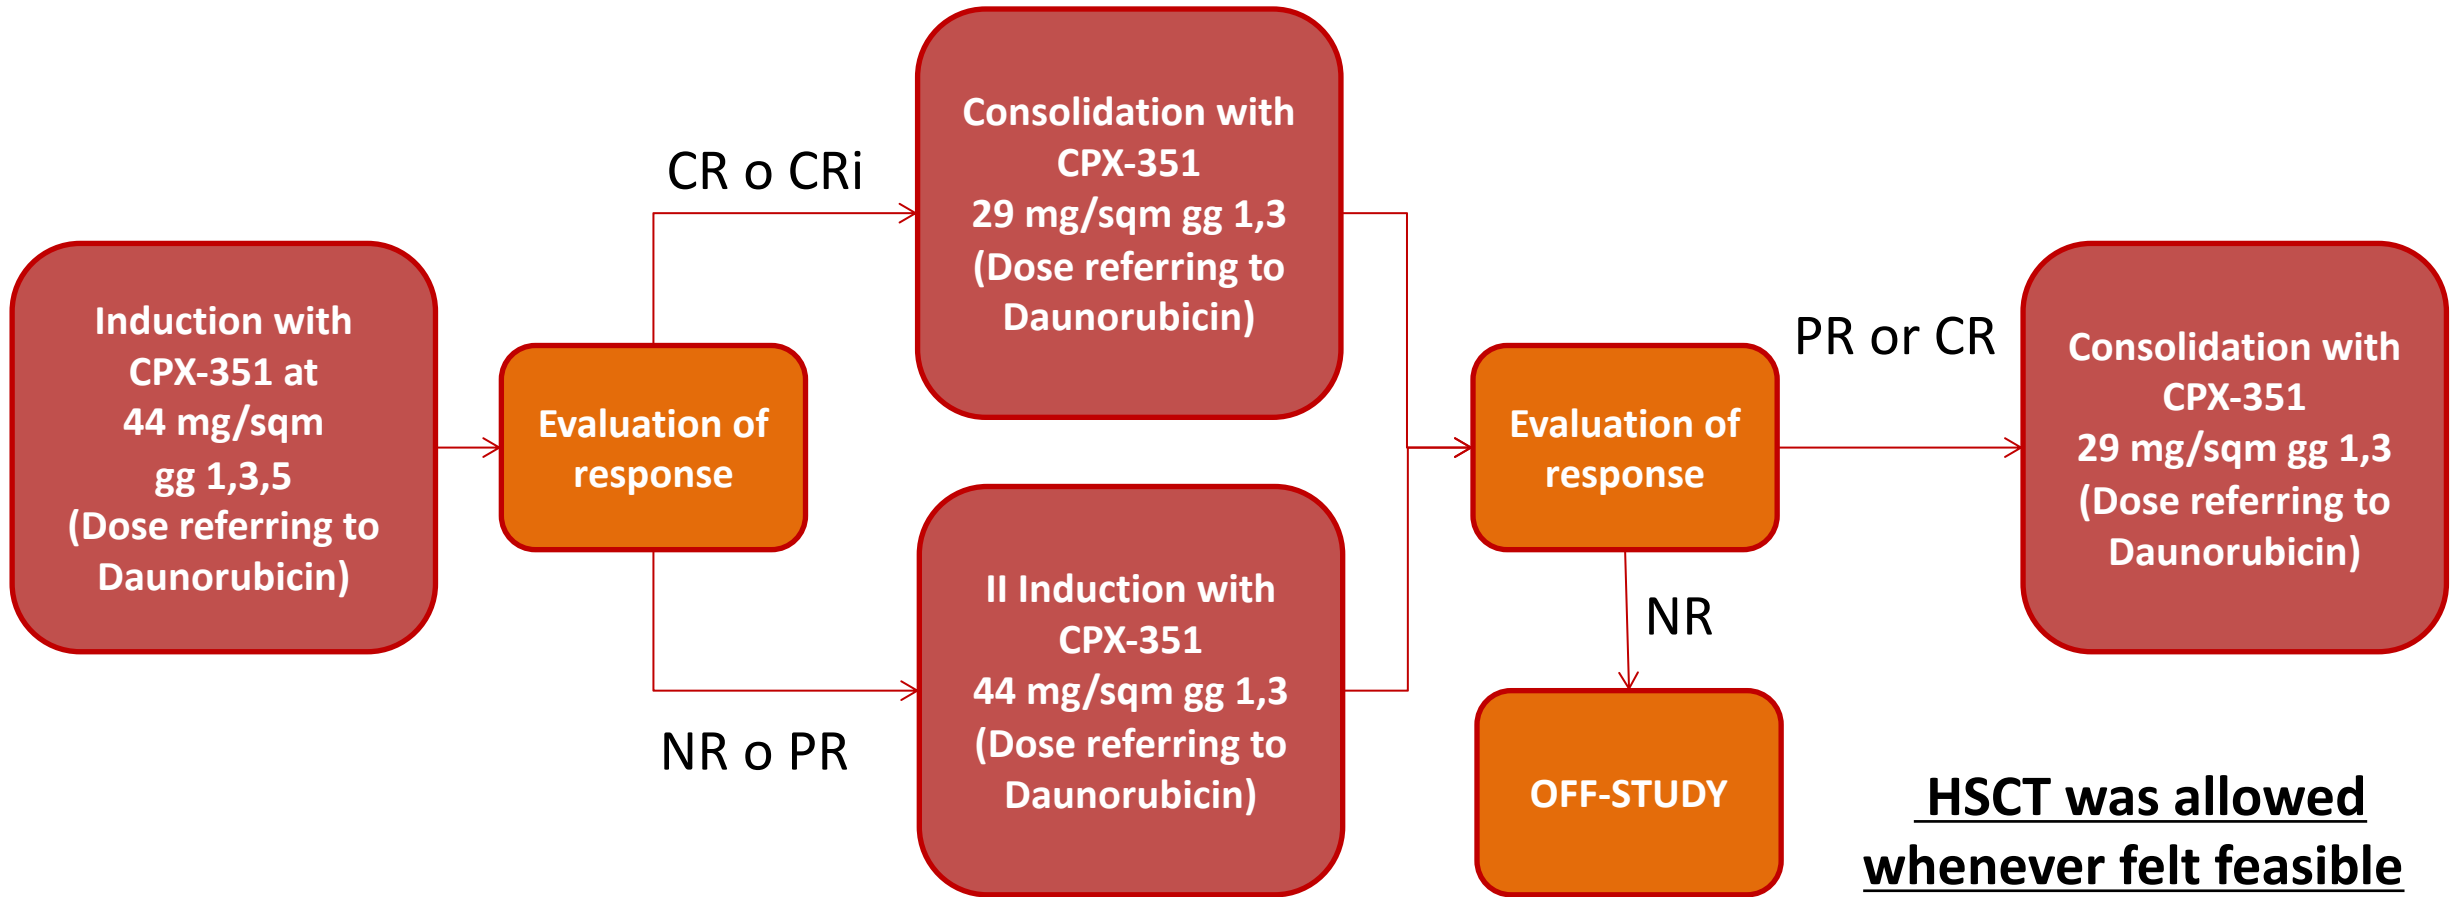 Induction with
CPX-351 at
44 mg/sqm
gg 1,3,5
(Dose referring to
Daunorubicin)
Evaluation of
response
CR o CRi
NR o PR
Consolidation with
CPX-351
29 mg/sqm gg 1,3
(Dose referring to
Daunorubicin)
II Induction with
CPX-351
44 mg/sqm gg 1,3
(Dose referring to
Daunorubicin)
Evaluation of
response
PR or CR
NR
OFF-STUDY
Consolidation with
CPX-351
29 mg/sqm gg 1,3
(Dose referring to
Daunorubicin)
HSCT was allowed
whenever felt feasible